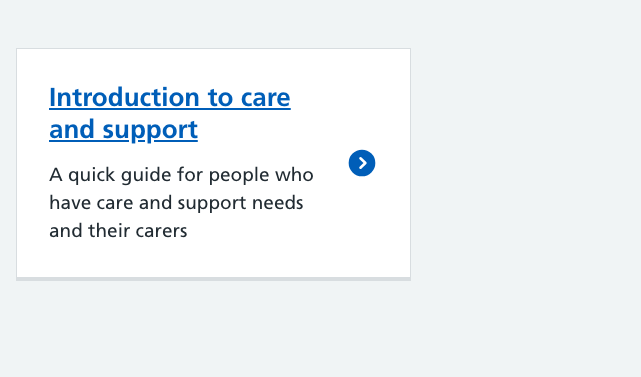 Introduction to care
and support
A quick guide for people who
have care and support needs
and their carers